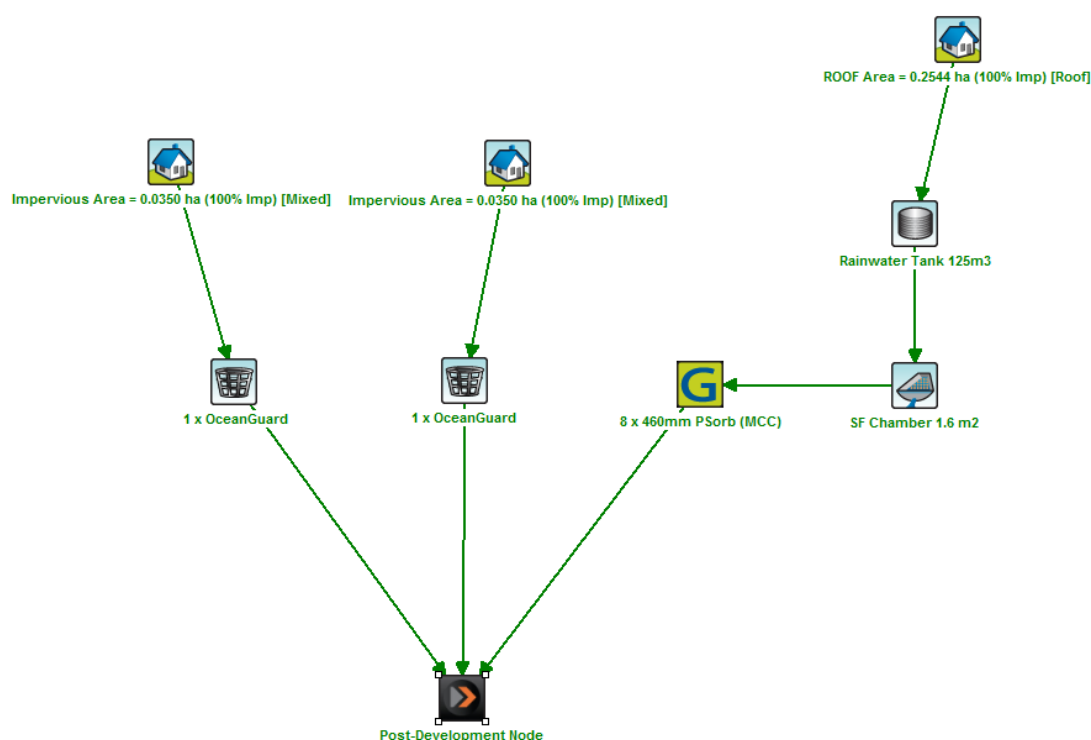 ROOF Area = 0.2544 ha (100% Imp) [Roof]
Impervious Area = 0.0350 ha (100% Imp) [Mixed]
Impervious Area = 0.0350 ha (100% Imp) [Mixed]
Rainwater Tank 125m3
1 x OceanGuard
1 x OceanGuard
G
8 x 460mm PSorb (MCC)
SF Chamber 1.6 m2
Post-Development Node